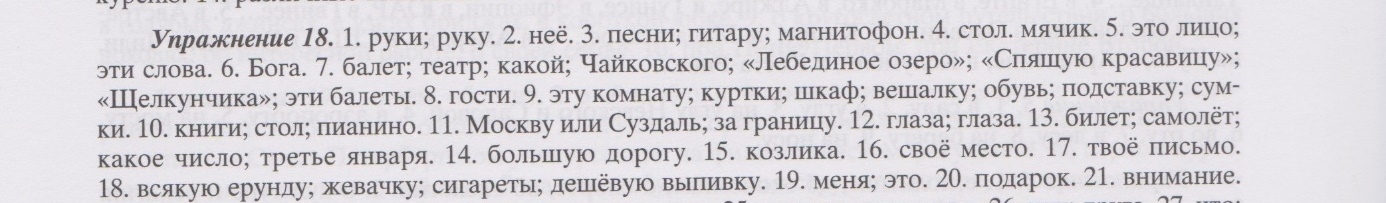 Упражнение 18. 1. руки; руку. 2. неё. 3. песни; гитару; магнитофон. 4. стол. мячик. 5. это лицо;
эти слова. 6. Бога. 7. балет; театр; какой; Чайковского; «Лебединое озеро»; «Спящую красавицу»;
«Щелкунчика»; эти балеты. 8. гости. 9. эту комнату; куртки; шкаф; вешалку; обувь; подставку; сум-
ки. 10. книги; стол; пианино. 11. Москву или Суздаль; за границу. 12. глаза; глаза. 13. билет; самолёт;
какое число; третье января. 14. большую дорогу. 15. козлика. 16. своё место. 17. твоё письмо.
18. всякую ерунду; жевачку; сигареты; дешёвую выпивку. 19. меня; это. 20. подарок. 21. внимание.